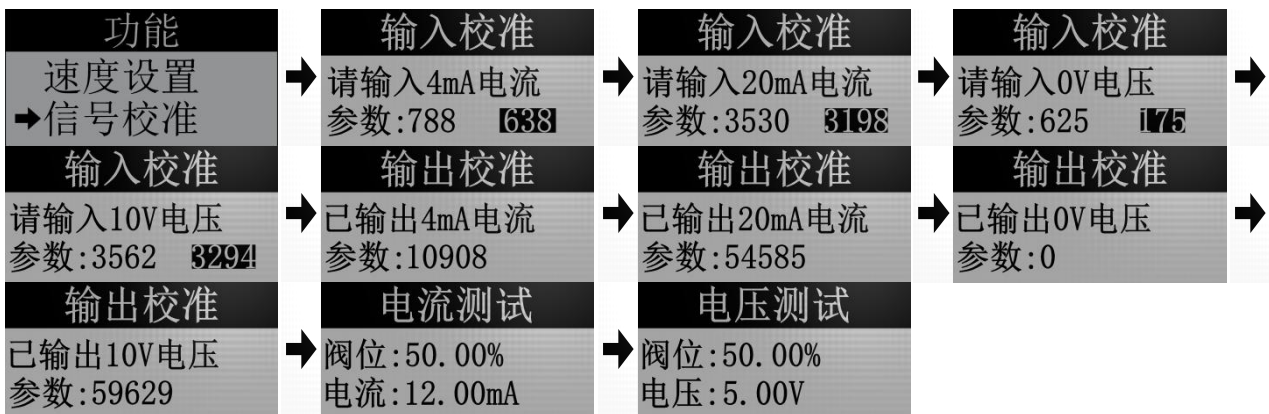 功能
速度设置
➡信号校准
输入校准
请输入4mA电流
参数:788 638
输入校准
请输入20mA电流
参数:3530 3198
输入校准
请输入0V电压
参数:625 175
输入校准
请输入10V电压
参数:3562 3294
输出校准
已输出4mA电流
参数:10908
输出校准
已输出20mA电流
参数:54585
输出校准
已输出0V电压
参数:0
输出校准
已输出10V电压
参数:59629
电流测试
阀位:50.00%
电流:12.00mA
电压测试
阀位:50.00%
电压:5.00V